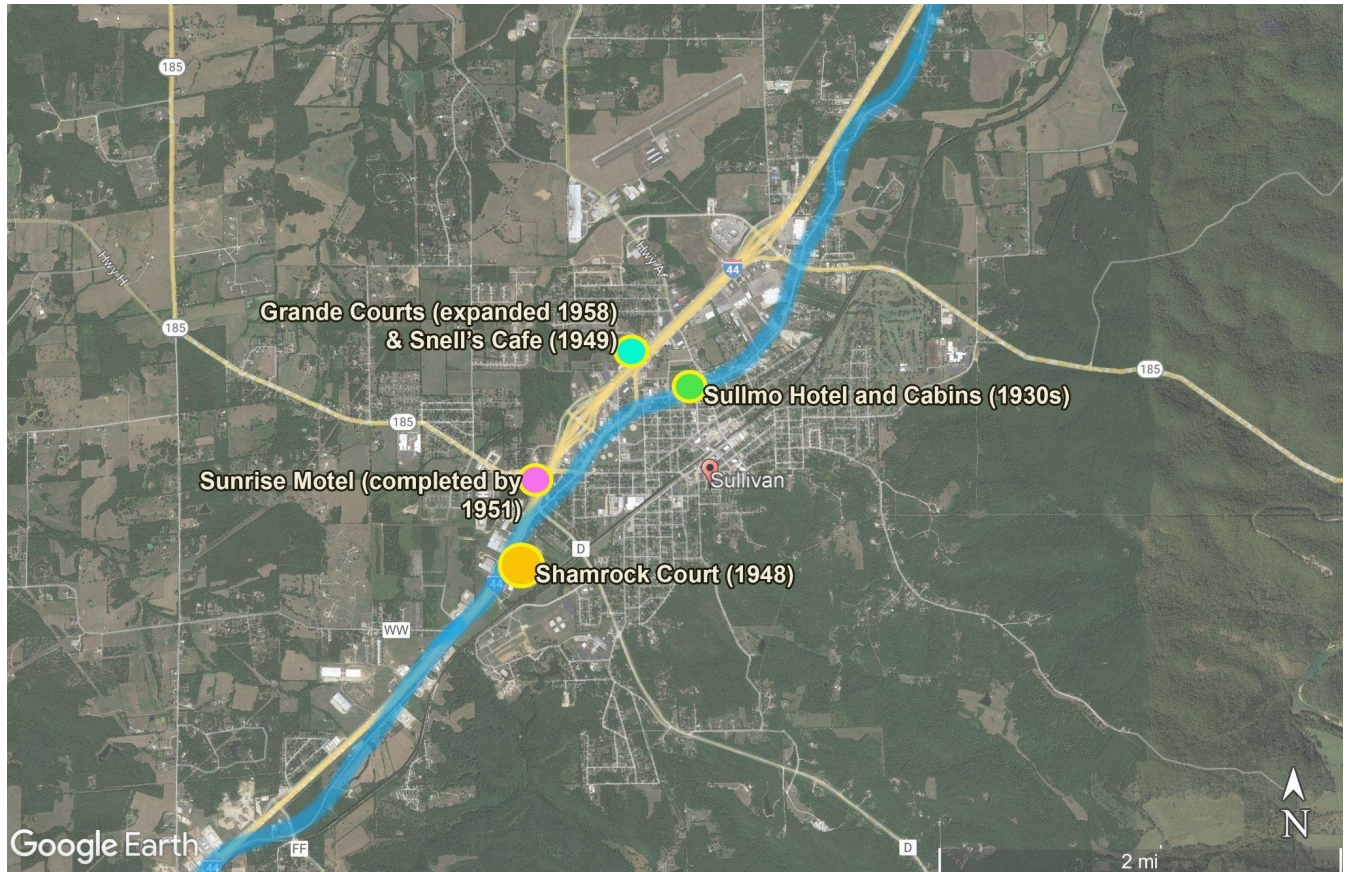 185
Hwy H
Hwy A
44
185
Grande Courts (expanded 1958)
& Snell's Cafe (1949)
185
Sullmo Hotel and Cabins (1930s)
185
Sunrise Motel (completed by
1951)
Sullivan
D
Shamrock Court (1948)
44
WW
Google Earth
44
FF
D
N
2 mi